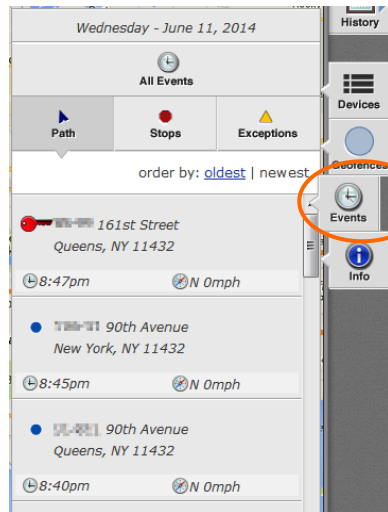 Wednesday - June 11, 2014
All Events
Path
Stops
Exceptions
order by: oldest | newest
161st Street
Queens, NY 11432
8:47pm
N 0mph
90th Avenue
New York, NY 11432
8:45pm
N 0mph
90th Avenue
Queens, NY 11432
8:40pm
N 0mph
History
Devices
Geofences
Events
Info